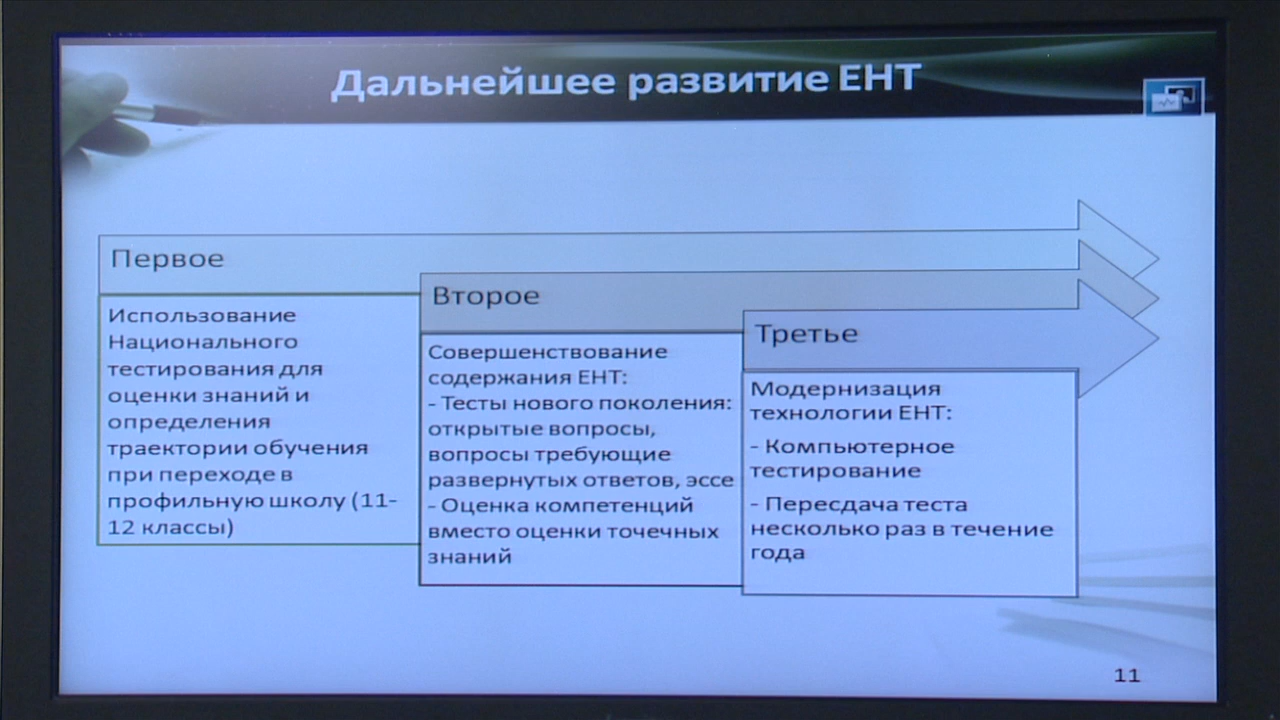 Дальнейшее развитие ЕНТ
Первое
Использование
Национального
тестирования для
оценки знаний и
определения
траектории обучения
при переходе в
профильную школу (11-
12 классы)
Второе
Совершенствование
содержания ЕНТ:
- Тесты нового поколения:
открытые вопросы,
вопросы требующие
развернутых ответов, эссе
- Оценка компетенций
вместо оценки точечных
знаний
Третье
Модернизация
технологии ЕНТ:
- Компьютерное
тестирование
- Пересдача теста
несколько раз в течение
года
11